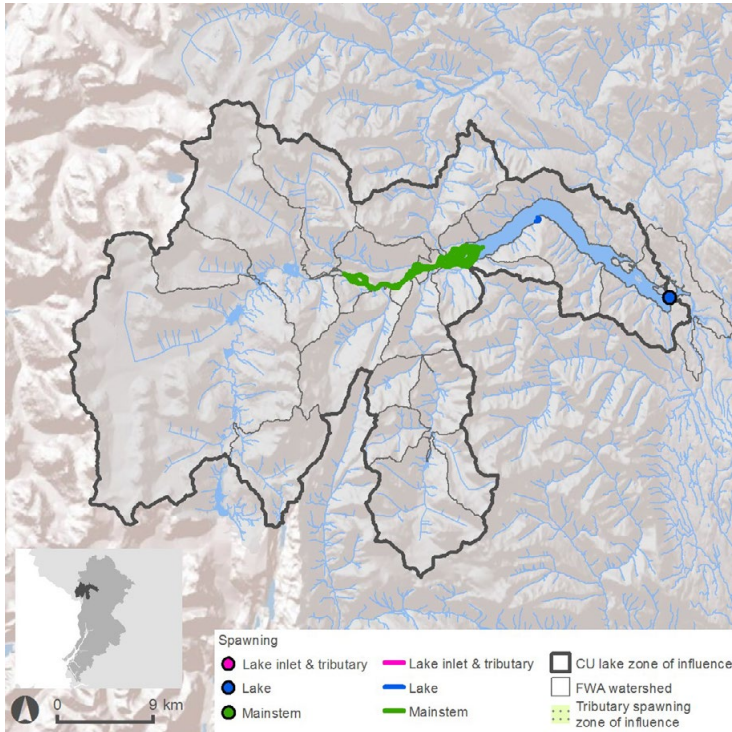 Spawning
Lake inlet & tributary
Lake
Mainstem
Lake inlet & tributary
Lake
Mainstem
CU lake zone of influence
FWA watershed
Tributary spawning
zone of influence
0 9 km